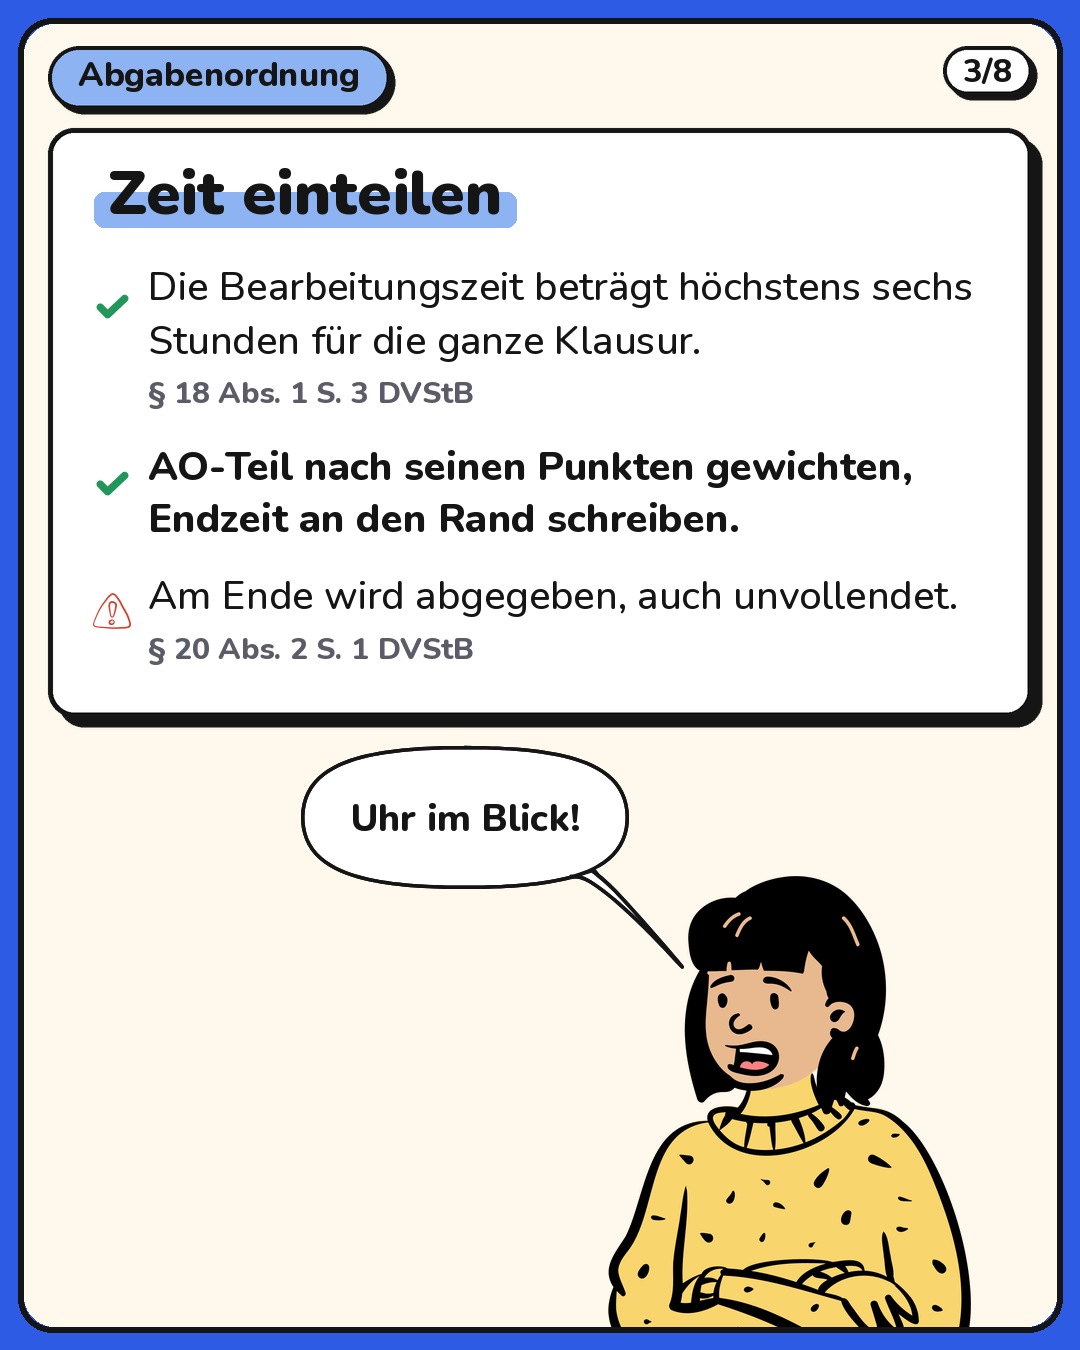 Abgabenordnung
3/8
Zeit einteilen
Die Bearbeitungszeit beträgt höchstens sechs
Stunden für die ganze Klausur.
§ 18 Abs. 1 S. 3 DVStB
AO-Teil nach seinen Punkten gewichten,
Endzeit an den Rand schreiben.
Am Ende wird abgegeben, auch unvollendet.
§ 20 Abs. 2 S. 1 DVStB
Uhr im Blick!